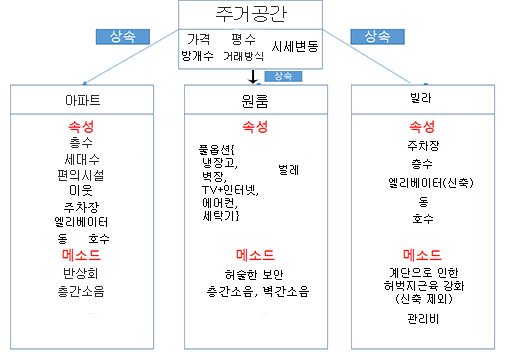 주거공간
상속
가격 평수 시세변동
방개수 거래방식
상속
상속
아파트
속성
층수
세대수
편의시설
이웃
주차장
엘리베이터
동 호수
메소드
반상회
층간소음
원룸
속성
풀옵션{
냉장고,
벽장,
TV+인터넷,
에어컨,
세탁기}
벌레
메소드
허술한 보안
층간소음, 벽간소음
빌라
속성
주차장
층수
엘리베이터(신축)
동
호수
메소드
계단으로 인한
허벅지근육 강화
(신축 제외)
관리비